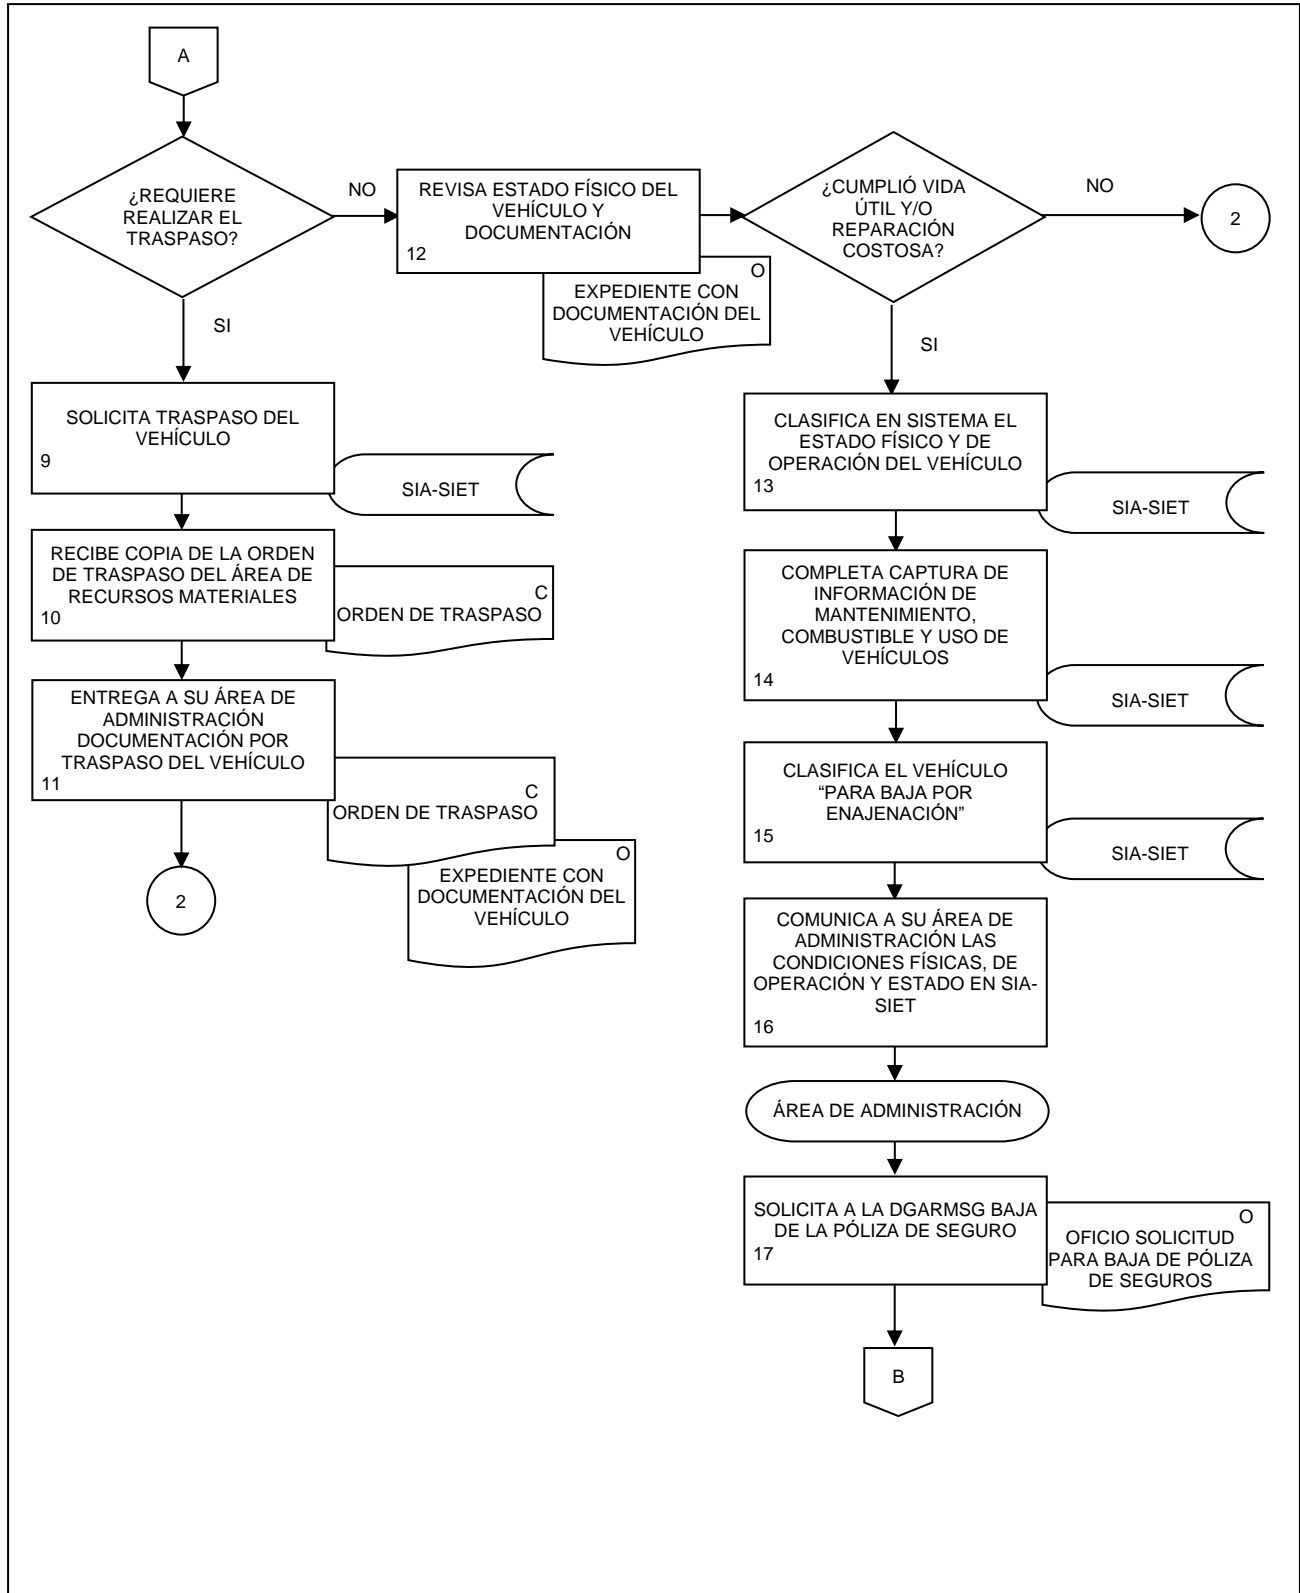 A
¿REQUIERE
REALIZAR EL
TRASPASO?
NO
REVISA ESTADO FÍSICO DEL
VEHÍCULO Y
DOCUMENTACIÓN
12
O
EXPEDIENTE CON
DOCUMENTACIÓN DEL
VEHÍCULO
¿CUMPLIÓ VIDA
ÚTIL Y/O
REPARACIÓN
COSTOSA?
NO
2
SI
SOLICITA TRASPASO DEL
VEHÍCULO
9
SIA-SIET
RECIBE COPIA DE LA ORDEN
DE TRASPASO DEL ÁREA DE
RECURSOS MATERIALES
10
C
ORDEN DE TRASPASO
ENTREGA A SU ÁREA DE
ADMINISTRACIÓN
DOCUMENTACIÓN POR
TRASPASO DEL VEHÍCULO
11
C
ORDEN DE TRASPASO
O
EXPEDIENTE CON
DOCUMENTACIÓN DEL
VEHÍCULO
2
SI
CLASIFICA EN SISTEMA EL
ESTADO FÍSICO Y DE
OPERACIÓN DEL VEHÍCULO
13
SIA-SIET
COMPLETA CAPTURA DE
INFORMACIÓN DE
MANTENIMIENTO,
COMBUSTIBLE Y USO DE
VEHÍCULOS
14
SIA-SIET
CLASIFICA EL VEHÍCULO
“PARA BAJA POR
ENAJENACIÓN”
15
SIA-SIET
COMUNICA A SU ÁREA DE
ADMINISTRACIÓN LAS
CONDICIONES FÍSICAS, DE
OPERACIÓN Y ESTADO EN SIA-
SIET
16
ÁREA DE ADMINISTRACIÓN
SOLICITA A LA DGARMSG BAJA
DE LA PÓLIZA DE SEGURO
17
O
OFICIO SOLICITUD
PARA BAJA DE PÓLIZA
DE SEGUROS
B